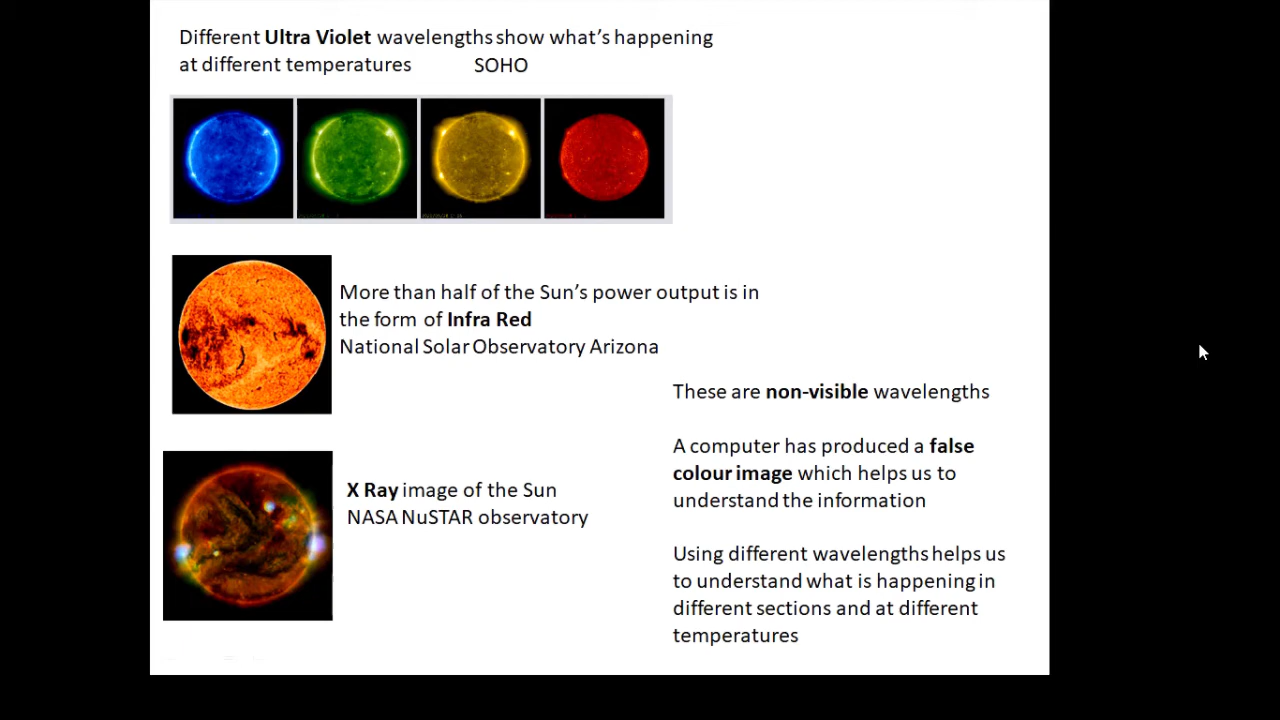 Different Ultra Violet wavelengths show what's happening
at different temperatures SOHO
More than half of the Sun's power output is in
the form of Infra Red
National Solar Observatory Arizona
These are non-visible wavelengths
A computer has produced a false
colour image which helps us to
understand the information
X Ray image of the Sun
NASA NuSTAR observatory
Using different wavelengths helps us
to understand what is happening in
different sections and at different
temperatures